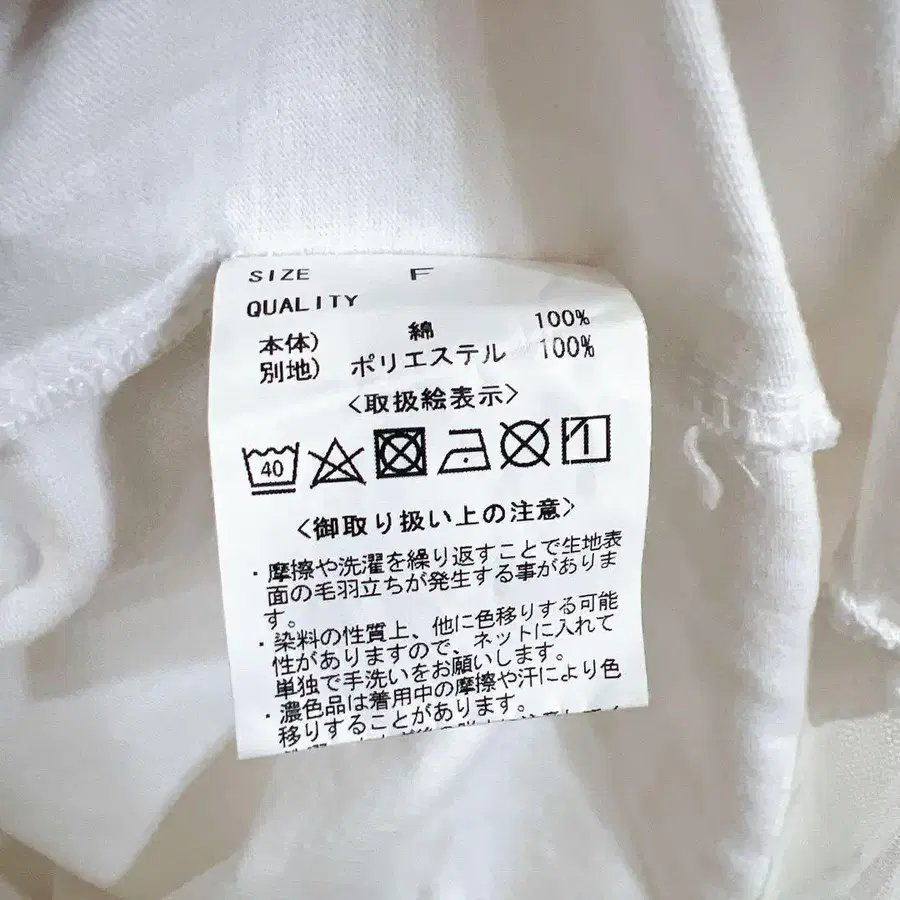 SIZE F
QUALITY
本体) 綿 100%
別地) ポリエステル 100%
<取扱絵表示>
40
<御取り扱い上の注意>
・摩擦や洗濯を繰り返すことで生地表
面の毛羽立ちが発生する事がありま
す。
・染料の性質上、他に色移りする可能
性がありますので、ネットに入れて
単独で手洗いをお願いします。
・濃色品は着用中の摩擦や汗により色
移りすることがあります。